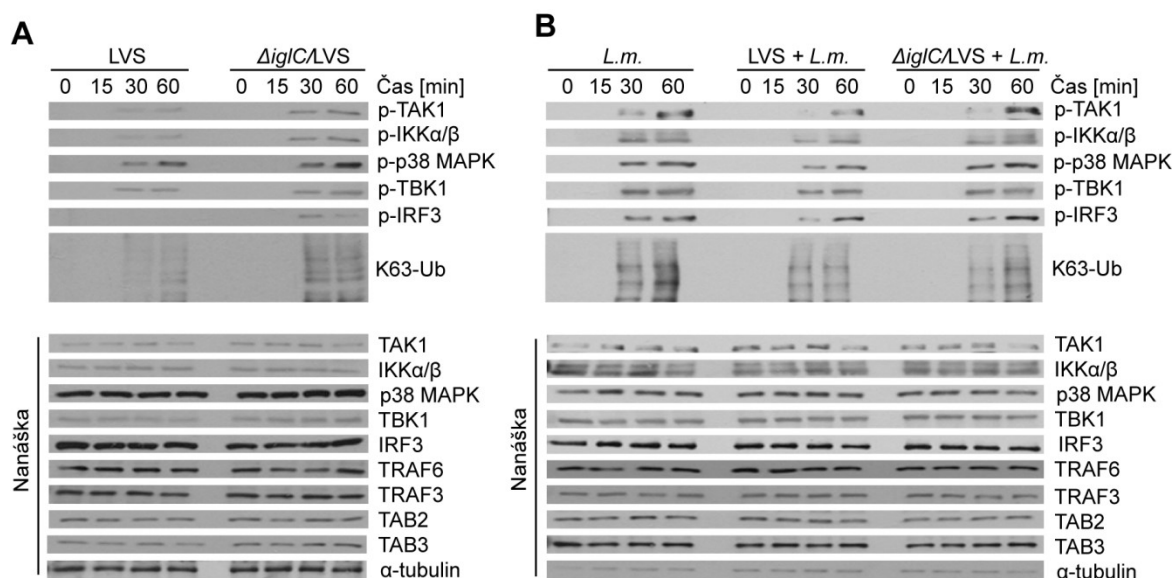 A
LVS ΔiglC/LVS
0 15 30 60 0 15 30 60 Čas [min]
p-TAK1
p-IKKα/β
p-p38 MAPK
p-TBK1
p-IRF3
K63-Ub
Nanáška
TAK1
IKKα/β
p38 MAPK
TBK1
IRF3
TRAF6
TRAF3
TAB2
TAB3
α-tubulin
B
L.m. LVS + L.m. ΔiglC/LVS + L.m.
0 15 30 60 0 15 30 60 0 15 30 60 Čas [min]
p-TAK1
p-IKKα/β
p-p38 MAPK
p-TBK1
p-IRF3
K63-Ub
Nanáška
TAK1
IKKα/β
p38 MAPK
TBK1
IRF3
TRAF6
TRAF3
TAB2
TAB3
α-tubulin